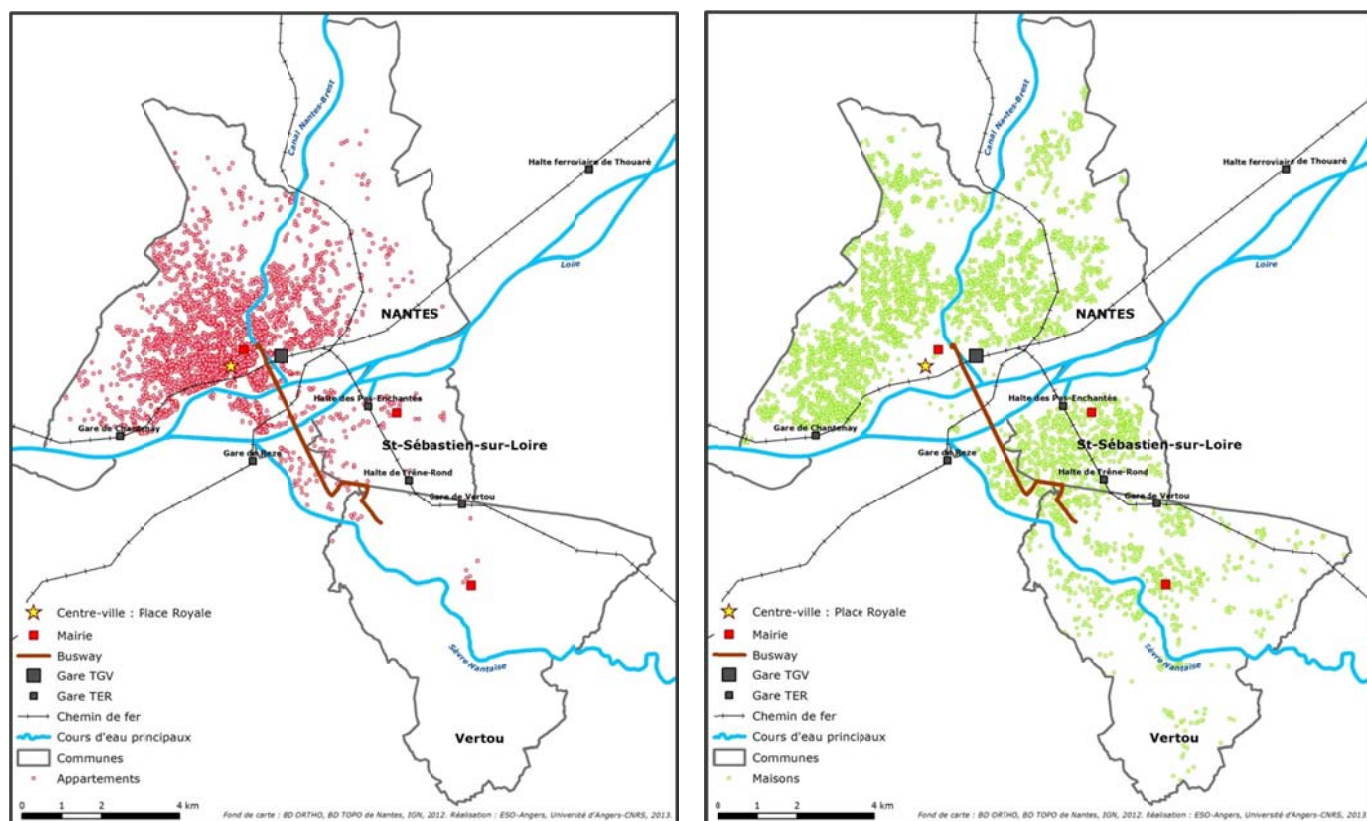 Canal Nantes-Brest
Halte ferroviaire de Thouaré
Loire
NANTES
Halte des Pas-Enchantés
Gare de Chantenay
St-Sébastien-sur-Loire
Gare de Reze
Halte de Frêne-Rond
Gare de Vertou
Sèvre Nantaise
Vertou
Centre-ville : Place Royale
Mairie
Busway
Gare TGV
Gare TER
Chemin de fer
Cours d'eau principaux
Communes
Appartements
0 1 2 4 km
Fond de carte : BD ORTHO, BD TOPO de Nantes, IGN, 2012. Réalisation : ESO-Angers, Univerité d'Angers-CNRS, 2013.
Canal Nantes-Brest
Halte ferroviaire de Thouaré
Loire
NANTES
Halte des Pas-Enchantés
Gare de Chantenay
St-Sébastien-sur-Loire
Gare de Reze
Halte de Frêne-Rond
Gare de Vertou
Sèvre Nantaise
Vertou
Centre-ville : Place Royale
Mairie
Busway
Gare TGV
Gare TER
Chemin de fer
Cours d'eau principaux
Communes
Maisons
0 1 2 4 km
Fond de carte : BD ORTHO, BD TOPO de Nantes, IGN, 2012. Réalisation : ESO-Angers, Univerité d'Angers-CNRS, 2013.